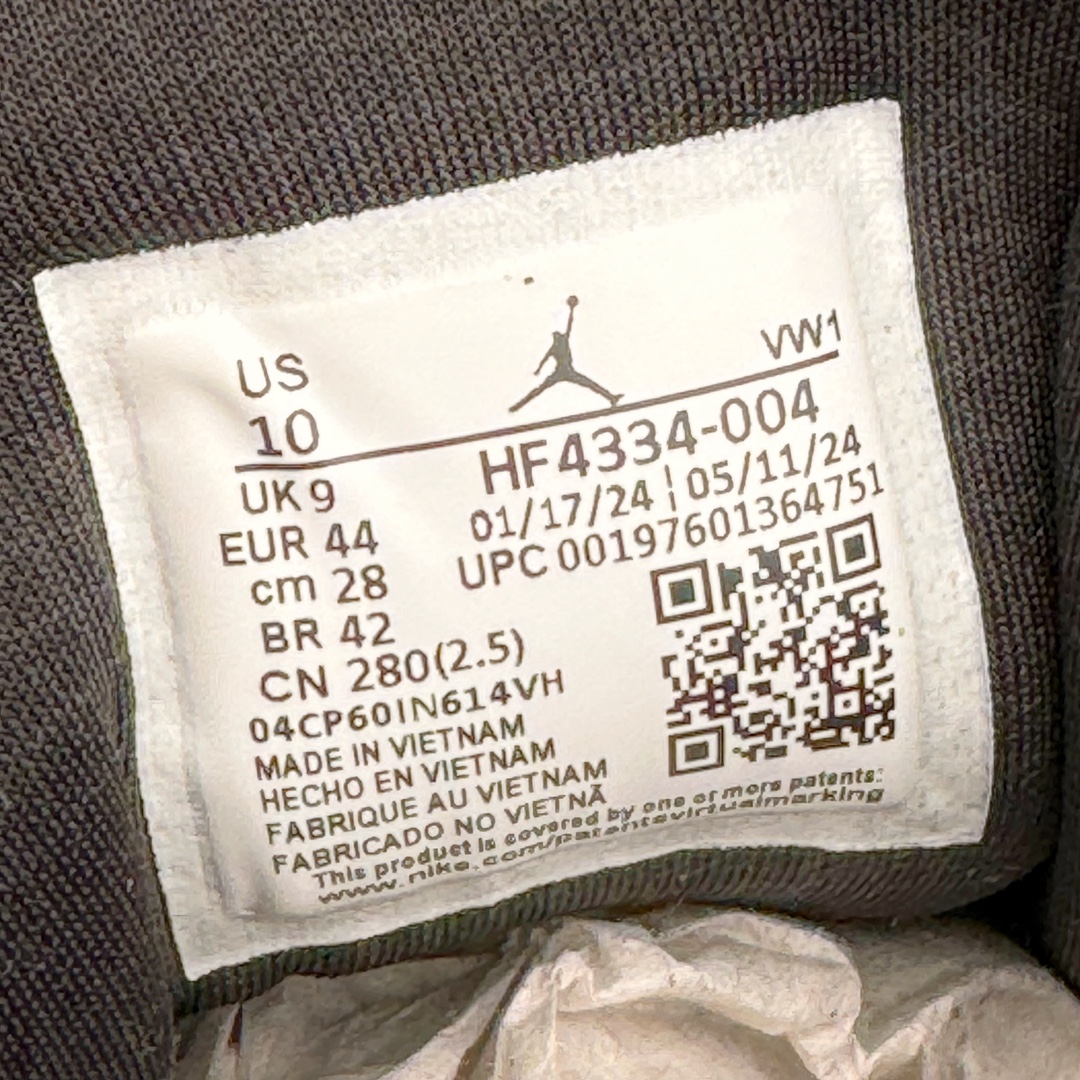 US
10
VW1
UK 9
EUR 44
cm 28
BR 42
CN 280(2.5)
HF4334-004
01/17/24 ¦ 05/11/24
UPC 00197601364751
04CP60IN614VH
MADE IN VIETNAM
HECHO EN VIETNAM
FABRIQUE AU VIETNAM
FABRICADO NO VIETNÃ
This product is covered by one or more patents:
www.nike.com/patentsvirtualmarking